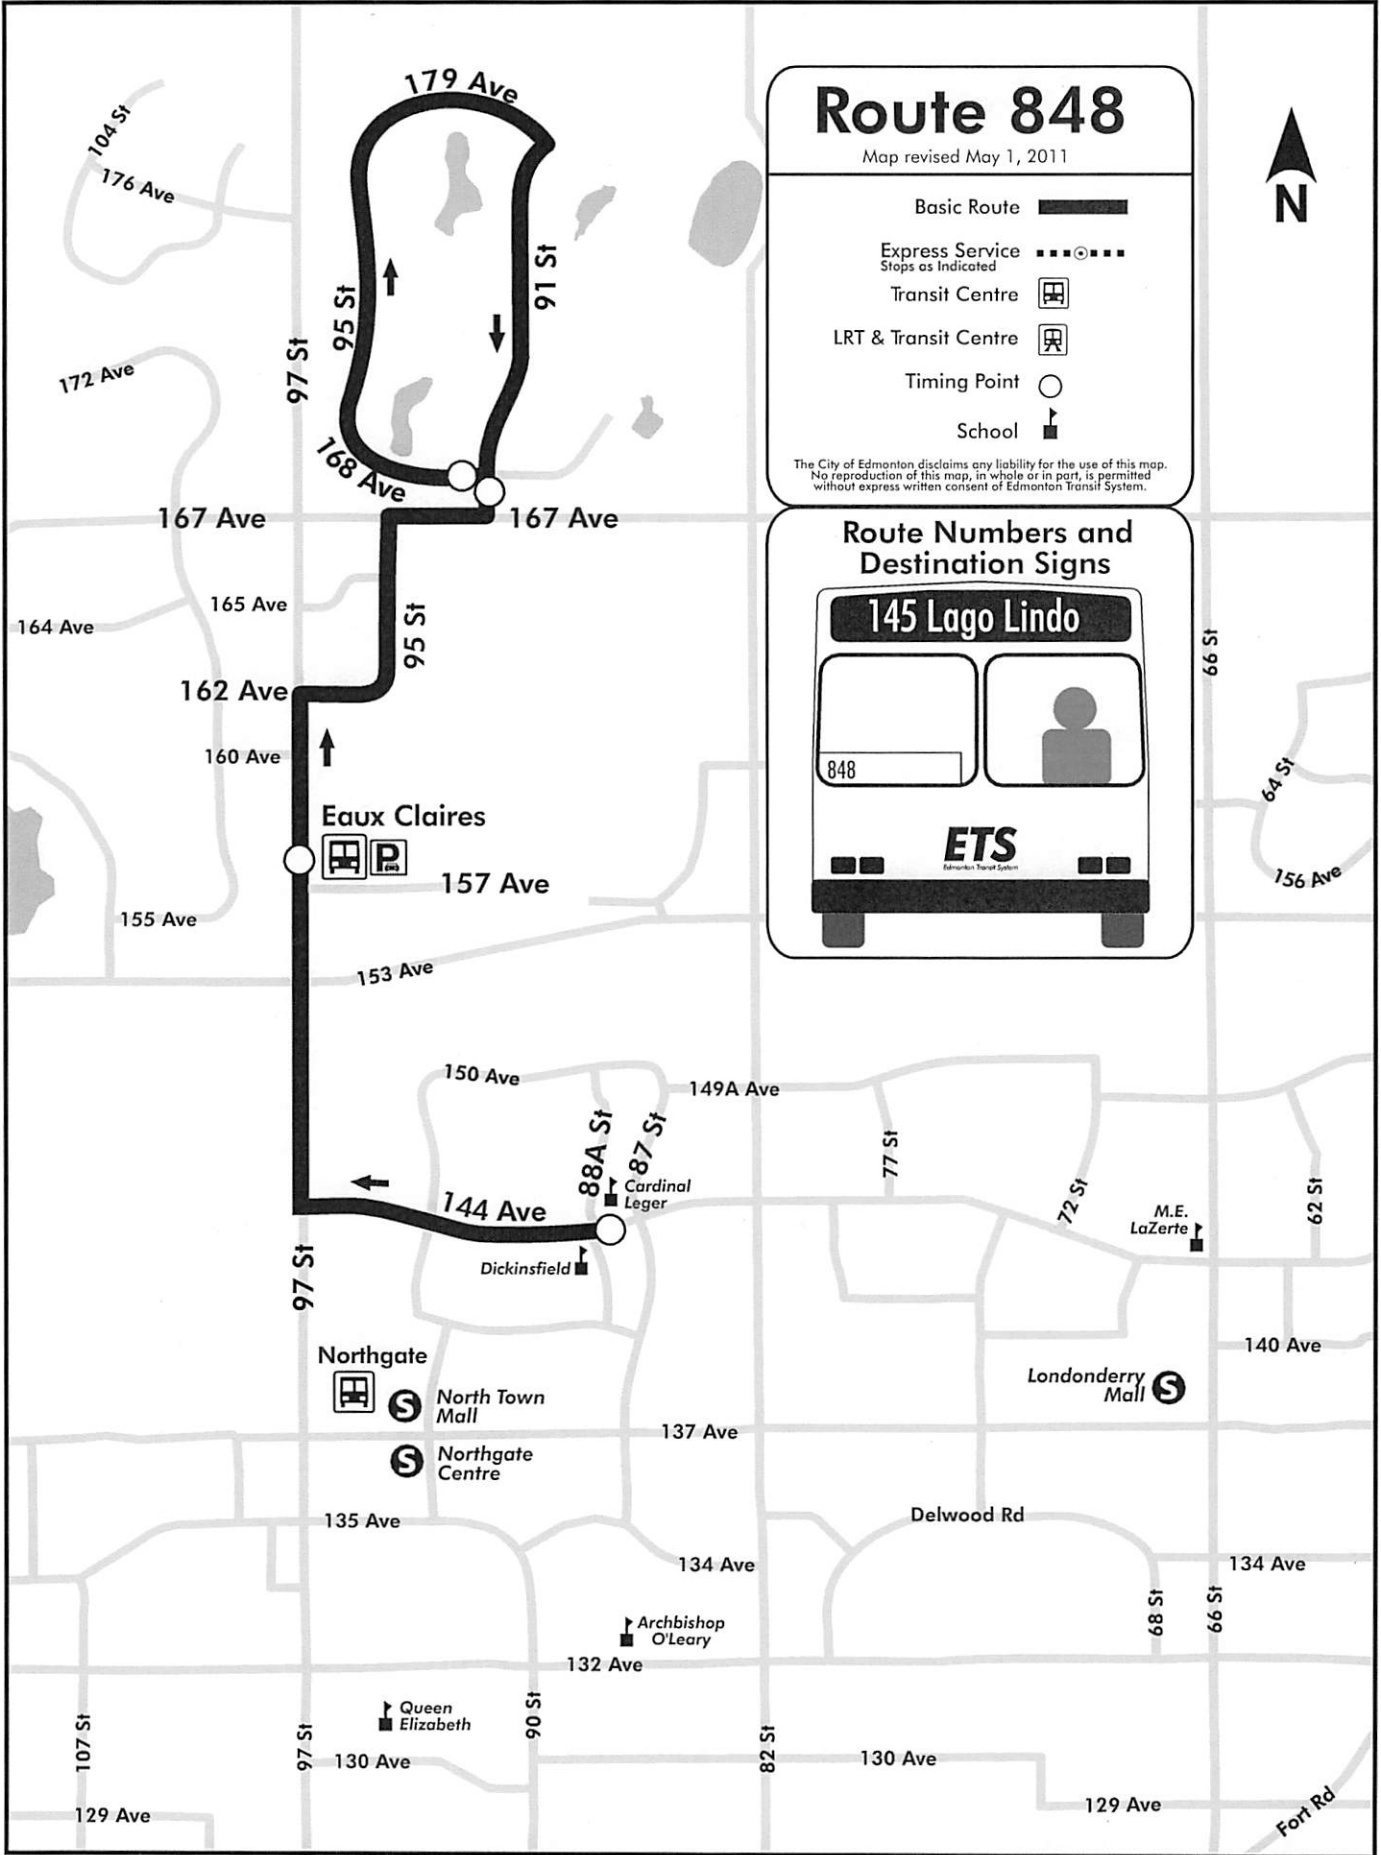 179 Ave
104 St
176 Ave
Route 848
Map revised May 1, 2011
N
Basic Route
Express Service
Stops as Indicated
Transit Centre
LRT & Transit Centre
Timing Point
School
The City of Edmonton disclaims any liability for the use of this map.
No reproduction of this map, in whole or in part, is permitted
without express written consent of Edmonton Transit System.
91 St
95 St
97 St
172 Ave
168 Ave
167 Ave
167 Ave
Route Numbers and
Destination Signs
145 Lago Lindo
848
ETS
Edmonton Transit System
165 Ave
164 Ave
95 St
66 St
162 Ave
160 Ave
64 St
Eaux Claires
P
157 Ave
156 Ave
155 Ave
153 Ave
150 Ave
149A Ave
88A St
87 St
77 St
72 St
62 St
Cardinal
Leger
144 Ave
M.E.
LaZerte
Dickinsfield
97 St
140 Ave
Northgate
S
North Town
Mall
Londonderry
Mall
S
137 Ave
S
Northgate
Centre
135 Ave
Delwood Rd
134 Ave
134 Ave
68 St
66 St
Archbishop
O'Leary
132 Ave
Queen
Elizabeth
107 St
97 St
90 St
82 St
130 Ave
130 Ave
129 Ave
129 Ave
Fort Rd